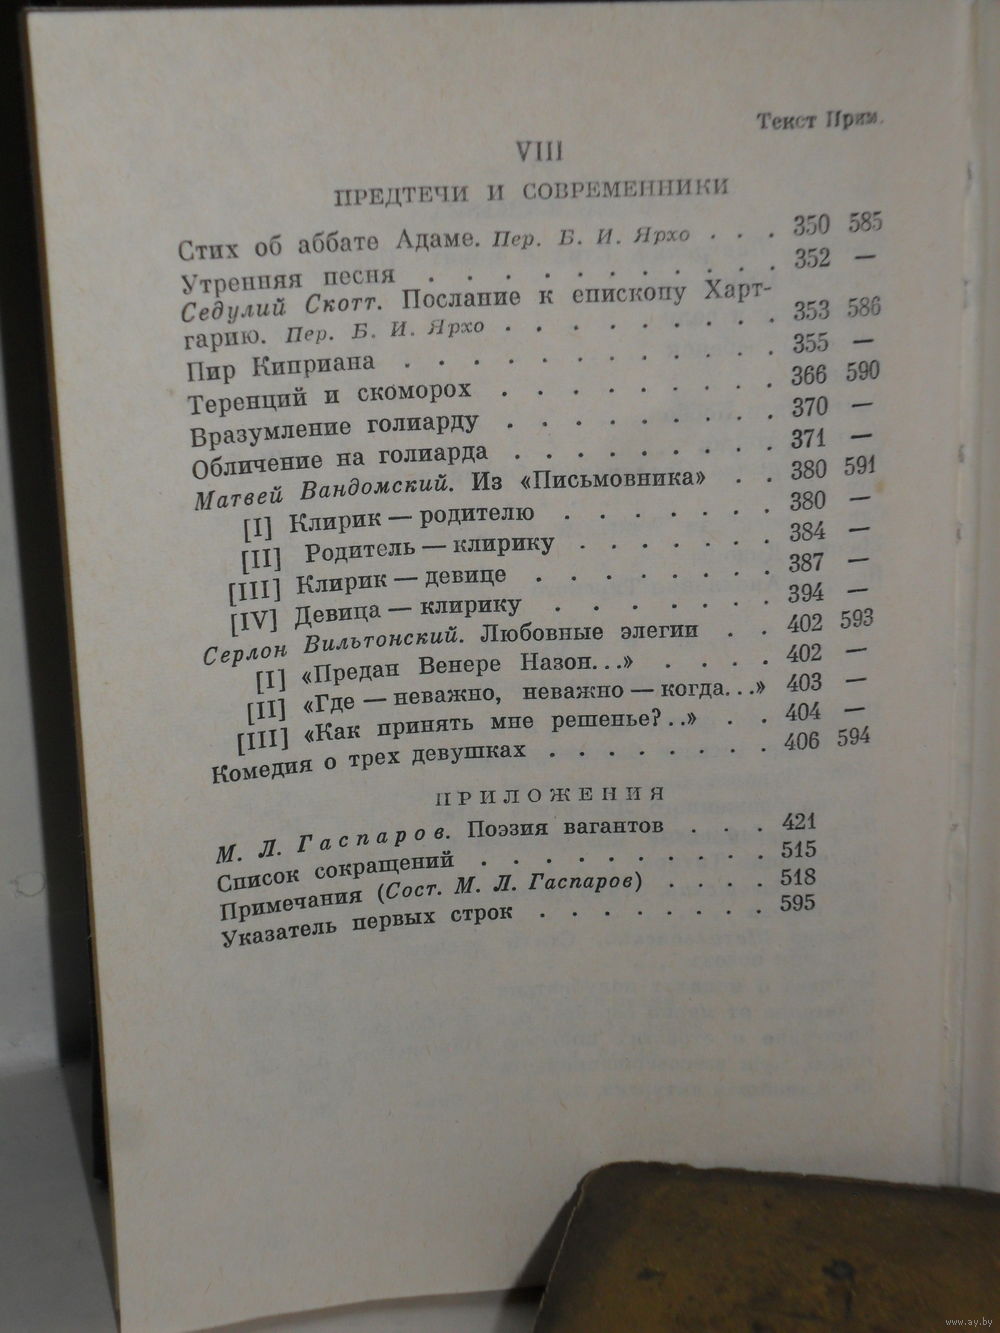 Текст Прим.
VIII
ПРЕДТЕЧИ И СОВРЕМЕННИКИ
Стих об аббате Адаме. Пер. Б. И. Ярхо . . . 350 585
Утренняя песня . . . . . . . . . . 352 —
Седулий Скотт. Послание к епископу Харт-
гарию. Пер. Б. И. Ярхо . . . . . . . . 353 586
Пир Киприана . . . . . . . . . . . 355 —
Теренций и скоморох . . . . . . . . 366 590
Вразумление голиарду . . . . . . . . 370 —
Обличение на голиарда . . . . . . . . 371 —
Матвей Вандомский. Из «Письмовника» . . 380 591
[I] Клирик — родителю . . . . . . . 380 —
[II] Родитель — клирику . . . . . . 384 —
[III] Клирик — девице . . . . . . . 387 —
[IV] Девица — клирику . . . . . . . 394 —
Серлон Вильтонский. Любовные элегии . . 402 593
[I] «Предан Венере Назон...» . . . . 402 —
[II] «Где — неважно, неважно — когда...» 403 —
[III] «Как принять мне решенье?..» . . 404 —
Комедия о трех девушках . . . . . . . 406 594
ПРИЛОЖЕНИЯ
М. Л. Гаспаров. Поэзия вагантов . . . 421
Список сокращений . . . . . . . . . 515
Примечания (Сост. М. Л. Гаспаров) . . . . 518
Указатель первых строк . . . . . . . . 595
www.ay.by